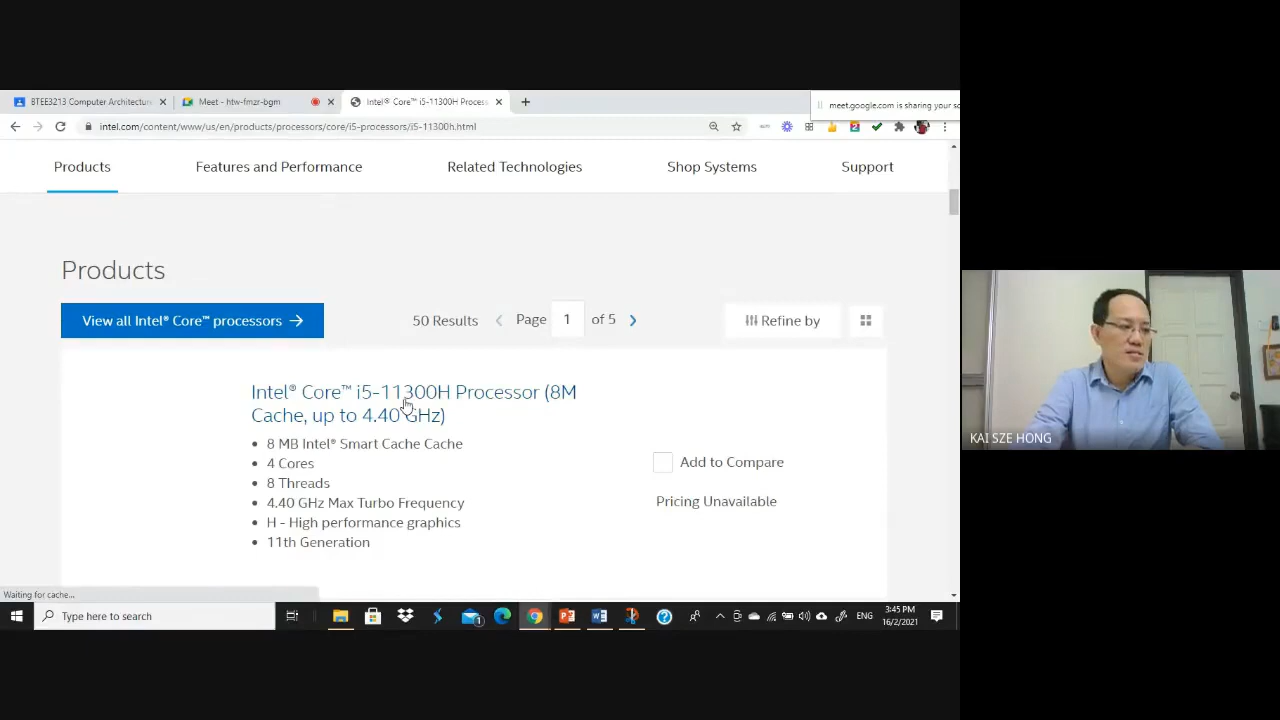 BTEE3213 Computer Architectur
Meet - htw-fmzr-bgm
Intel® Core™ i5-11300H Process
meet.google.com is sharing your sc
intel.com/content/www/us/en/products/processors/core/i5-processors/i5-11300h.html
Products
Features and Performance
Related Technologies
Shop Systems
Support
Products
View all Intel® Core™ processors
50 Results
Page
1
of 5
Refine by
Intel® Core™ i5-11300H Processor (8M
Cache, up to 4.40 GHz)
8 MB Intel® Smart Cache Cache
4 Cores
8 Threads
4.40 GHz Max Turbo Frequency
H - High performance graphics
11th Generation
Add to Compare
Pricing Unavailable
KAI SZE HONG
Waiting for cache...
Type here to search
ENG
3:45 PM
16/2/2021